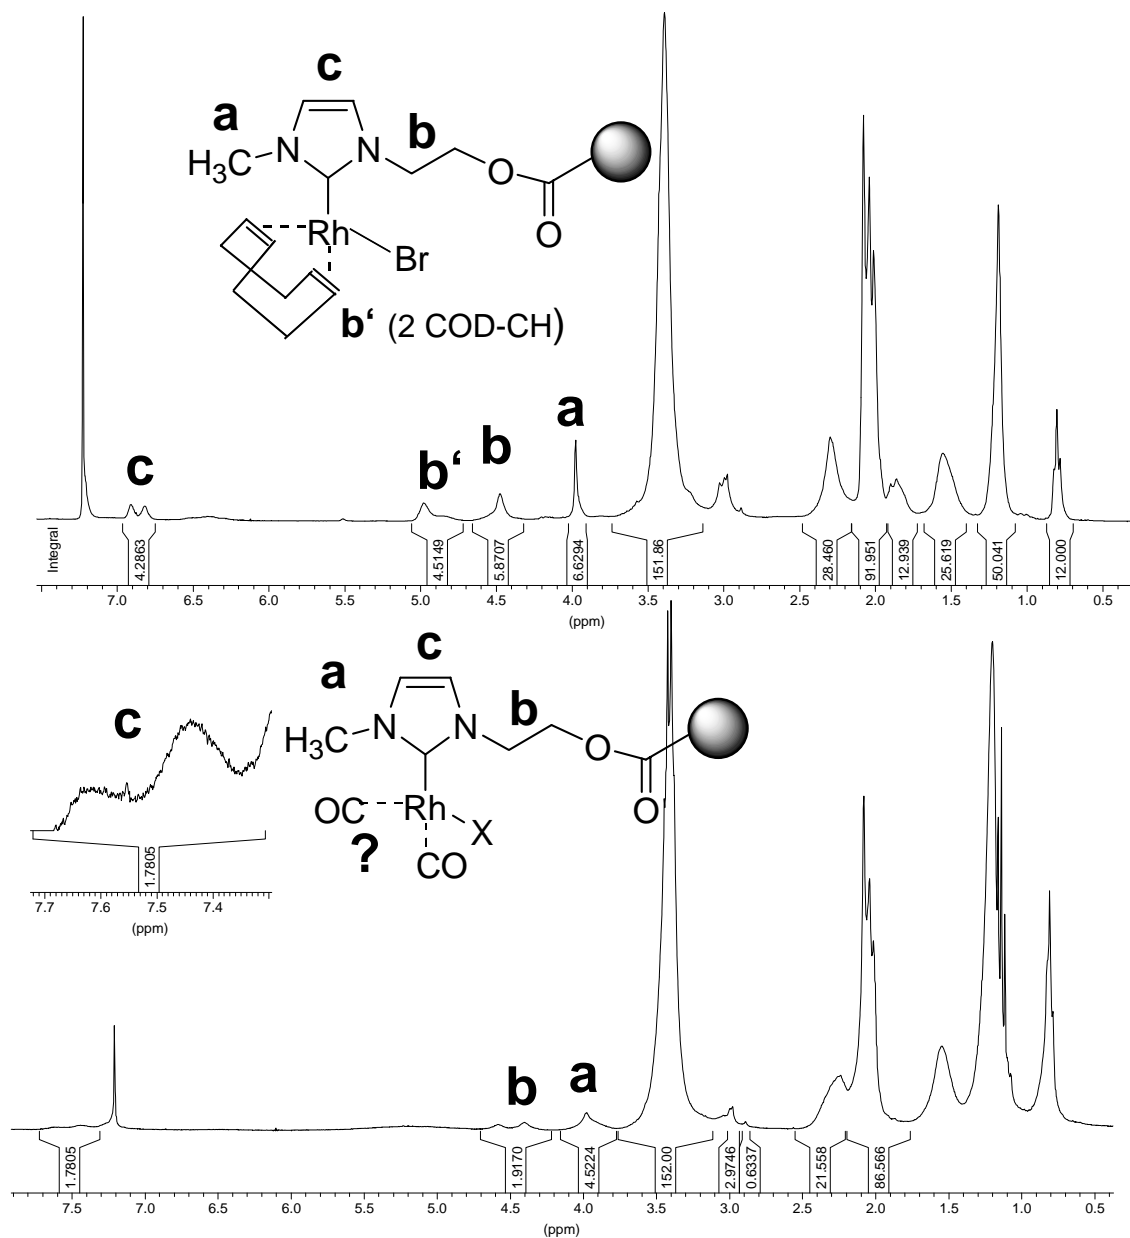 c
a
b
N
N
H3C
O
O
Rh
Br
b‘ (2 COD-CH)
a
b
b‘
c
Integral
4.2863
4.5149
5.8707
6.6294
151.86
28.460
91.951
12.939
25.619
50.041
12.000
7.0 6.5 6.0 5.5 5.0 4.5 4.0 3.5 3.0 2.5 2.0 1.5 1.0 0.5
(ppm)
c
a
b
N
N
H3C
O
O
OC
Rh
X
?
CO
c
1.7805
7.7 7.6 7.5 7.4
(ppm)
b
a
1.7805
1.9170
4.5224
152.00
2.9746
0.6337
21.558
86.566
7.5 7.0 6.5 6.0 5.5 5.0 4.5 4.0 3.5 3.0 2.5 2.0 1.5 1.0 0.5
(ppm)